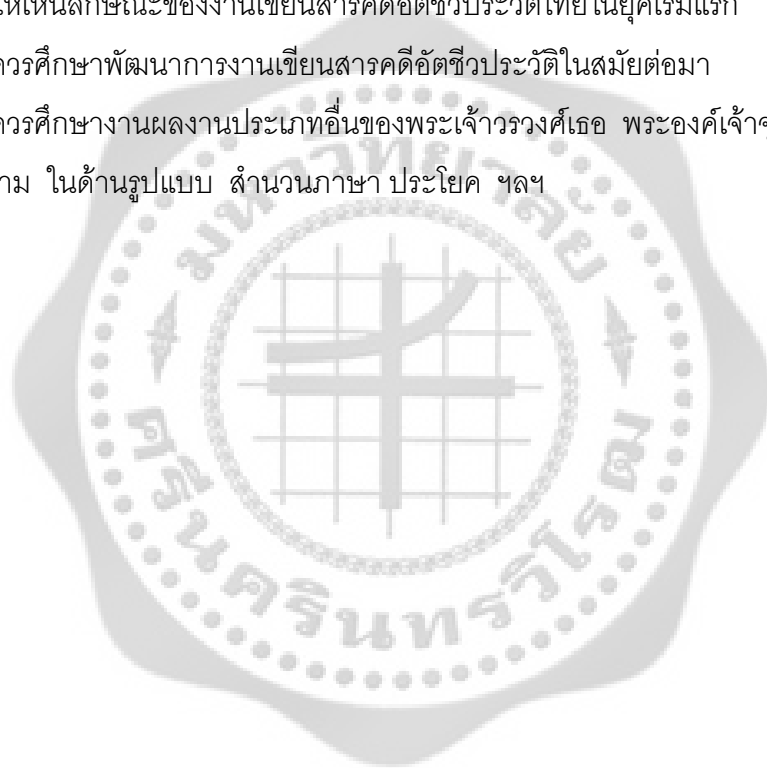 ให้เห็นลักษณะของงานเขียนสารคดีอัตชีวประวัติไทยในยุคเริ่มแรก
ควรศึกษาพัฒนาการงานเขียนสารคดีอัตชีวประวัติในสมัยต่อมา
ควรศึกษางานผลงานประเภทอื่นของพระเจ้าวรวงศ์เธอ พระองค์เจ้า
าม ในด้านรูปแบบ สำนวนภาษา ประโยค ฯลฯ
มหาวิทยาลัย
ศรีนครินทรวิโรฒ